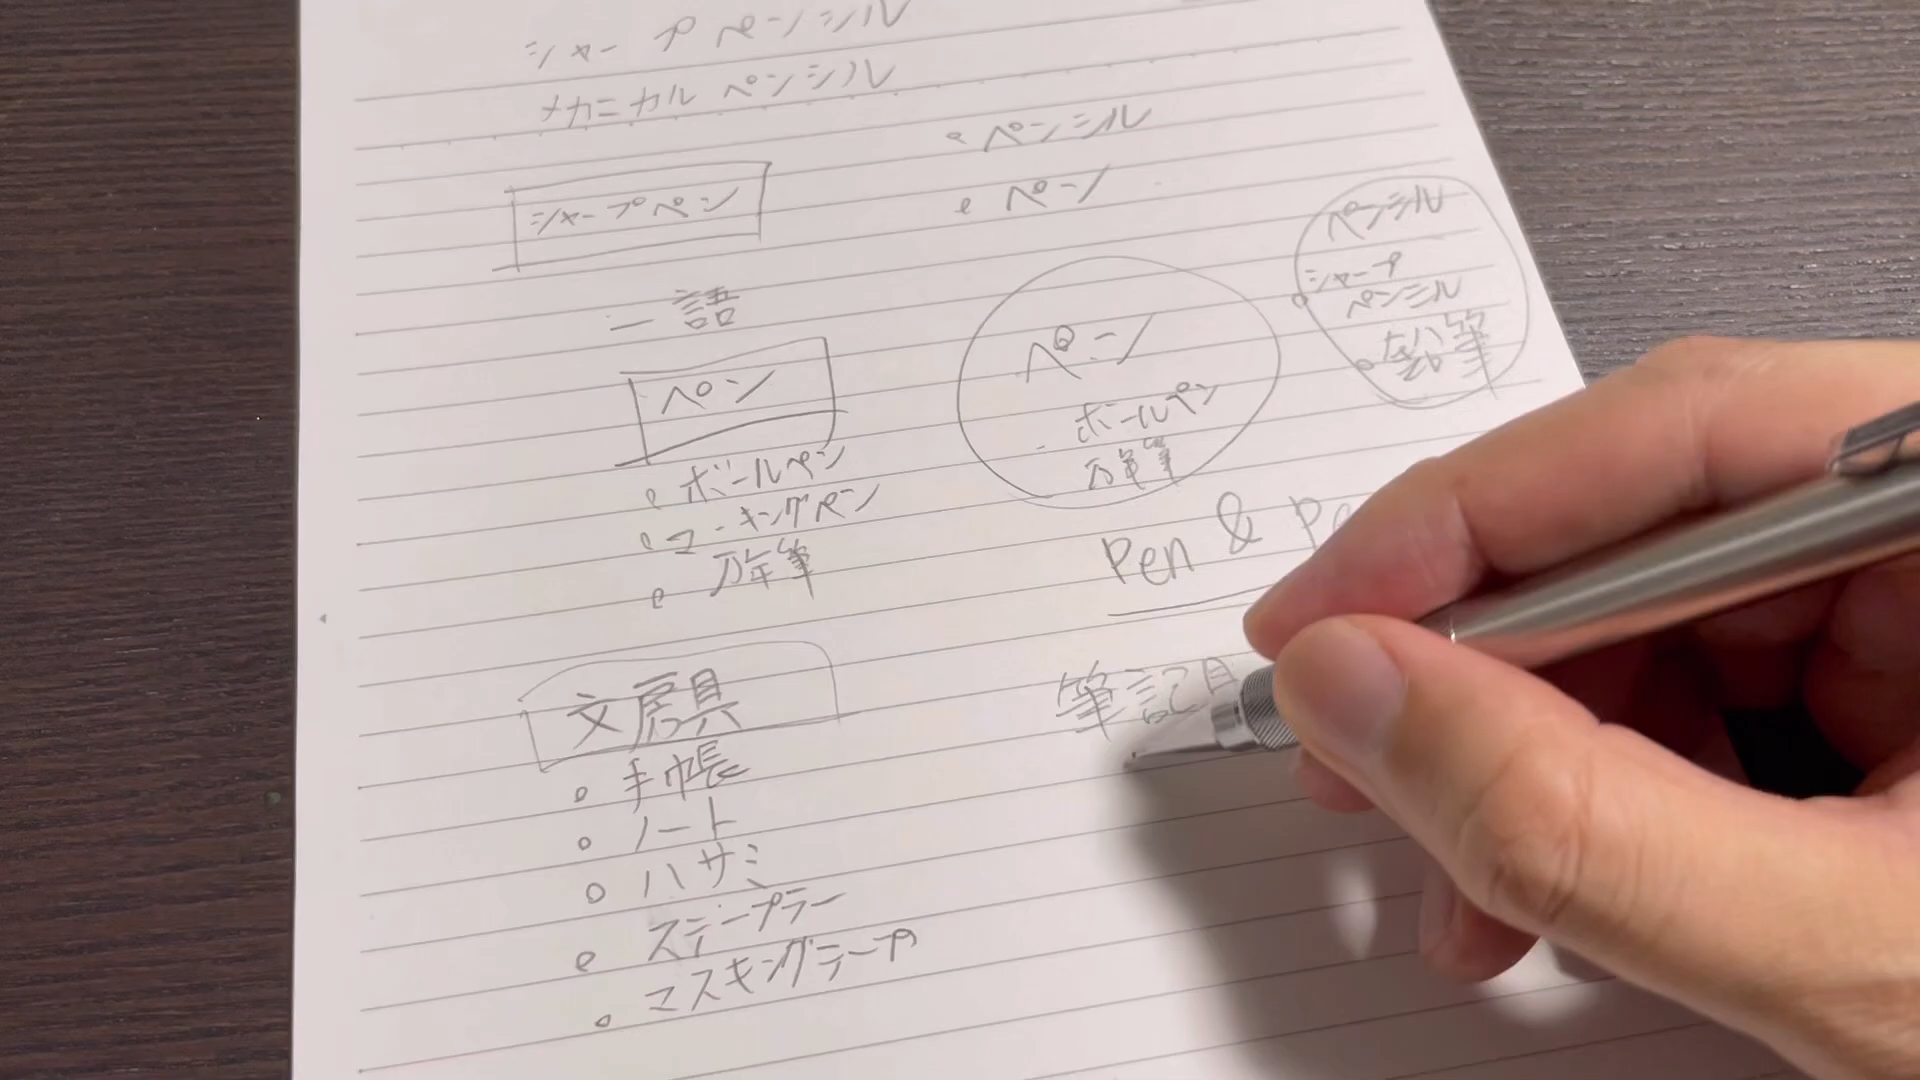 シャープペンシル
メカニカルペンシル
シャープペン
ペンシル
ペン
一語
ペン
ボールペン
マーキングペン
万年筆
ペン
ボールペン
万年筆
ペンシル
シャープ
ペンシル
鉛筆
Pen &
文房具
手帳
ノート
ハサミ
ステープラー
マスキングテープ
筆記具